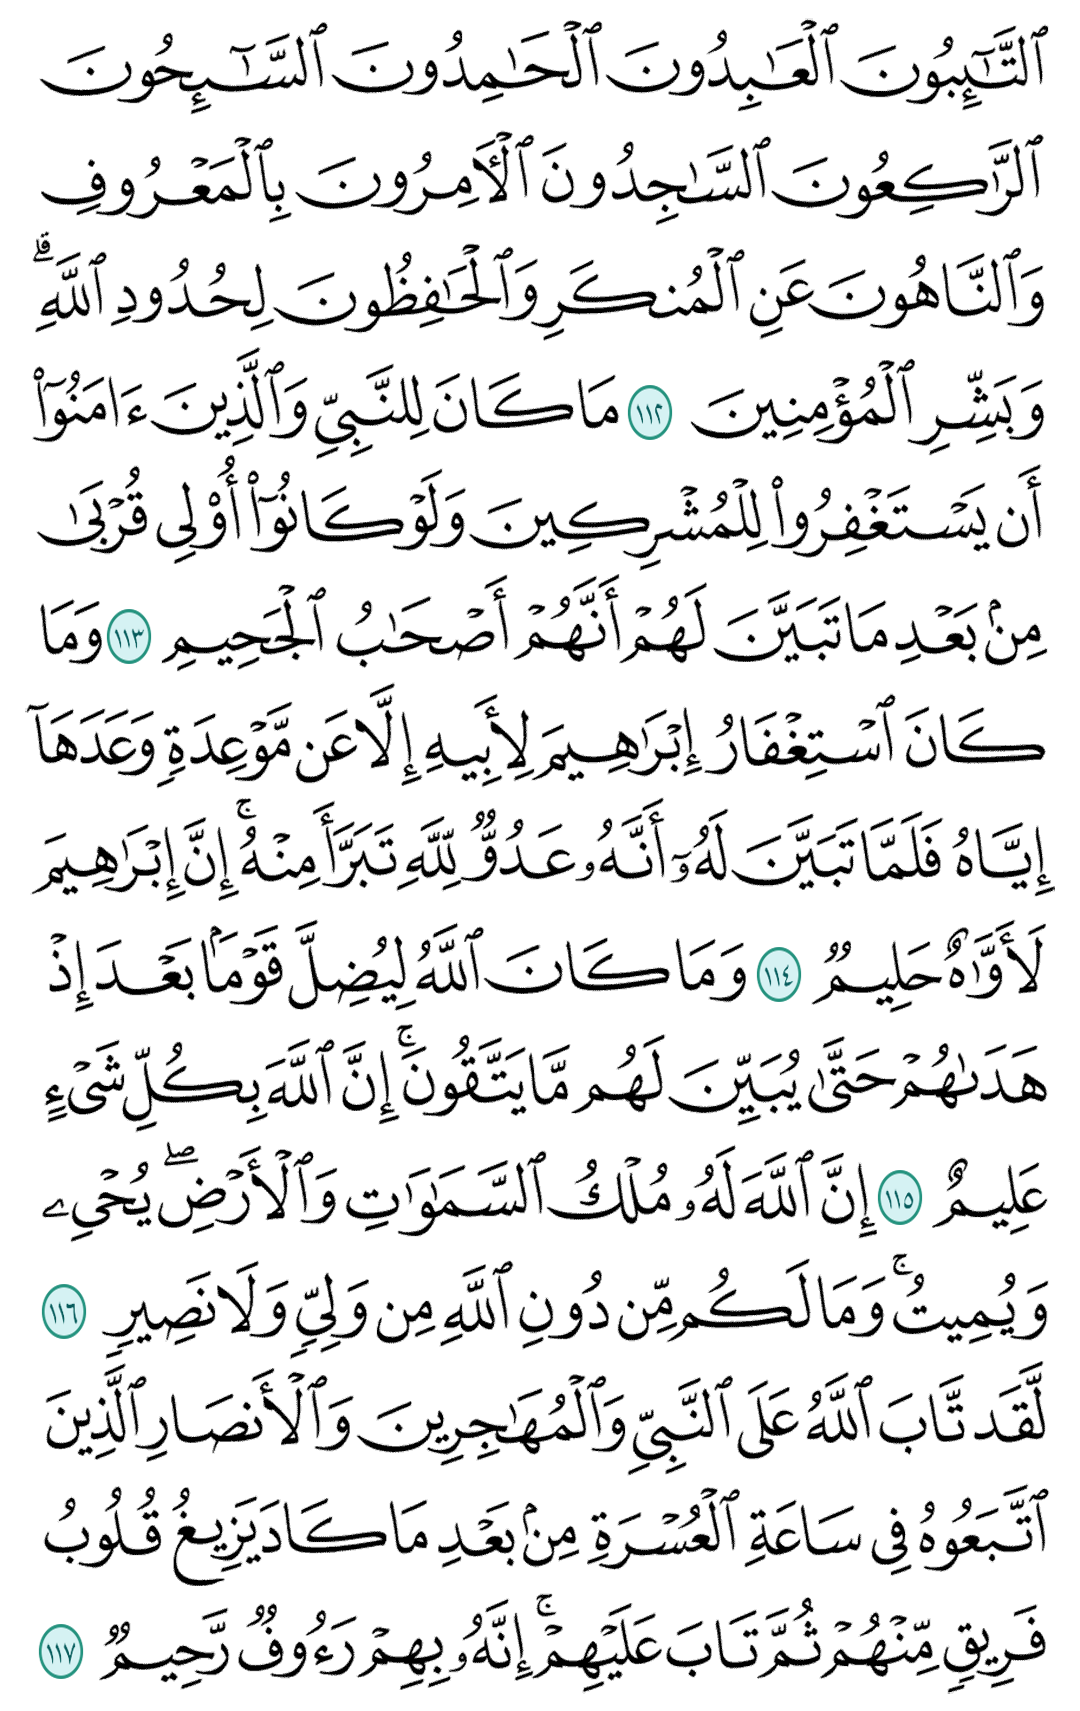 ٱلتَّـٰٓئِبُونَ ٱلْعَـٰبِدُونَ ٱلْحَـٰمِدُونَ ٱلسَّـٰٓئِحُونَ
ٱلرَّٰكِعُونَ ٱلسَّـٰجِدُونَ ٱلْـَٔامِرُونَ بِٱلْمَعْرُوفِ
وَٱلنَّاهُونَ عَنِ ٱلْمُنكَرِ وَٱلْحَـٰفِظُونَ لِحُدُودِ ٱللَّهِ ۗ
وَبَشِّرِ ٱلْمُؤْمِنِينَ ١١٢ مَا كَانَ لِلنَّبِىِّ وَٱلَّذِينَ ءَامَنُوٓا۟
أَن يَسْتَغْفِرُوا۟ لِلْمُشْرِكِينَ وَلَوْ كَانُوٓا۟ أُو۟لِى قُرْبَىٰ
مِنۢ بَعْدِ مَا تَبَيَّنَ لَهُمْ أَنَّهُمْ أَصْحَـٰبُ ٱلْجَحِيمِ ١١٣ وَمَا
كَانَ ٱسْتِغْفَارُ إِبْرَٰهِيمَ لِأَبِيهِ إِلَّا عَن مَّوْعِدَةٍ وَعَدَهَآ
إِيَّاهُ فَلَمَّا تَبَيَّنَ لَهُۥٓ أَنَّهُۥ عَدُوٌّ لِّلَّهِ تَبَرَّأَ مِنْهُ ۚ إِنَّ إِبْرَٰهِيمَ
لَأَوَّٰهٌ حَلِيمٌ ١١٤ وَمَا كَانَ ٱللَّهُ لِيُضِلَّ قَوْمًۢا بَعْدَ إِذْ
هَدَىٰهُمْ حَتَّىٰ يُبَيِّنَ لَهُم مَّا يَتَّقُونَ ۚ إِنَّ ٱللَّهَ بِكُلِّ شَىْءٍ
عَلِيمٌ ١١٥ إِنَّ ٱللَّهَ لَهُۥ مُلْكُ ٱلسَّمَـٰوَٰتِ وَٱلْأَرْضِ ۖ يُحْىِۦ
وَيُمِيتُ ۚ وَمَا لَكُم مِّن دُونِ ٱللَّهِ مِن وَلِىٍّ وَلَا نَصِيرٍ ١١٦
لَّقَد تَّابَ ٱللَّهُ عَلَى ٱلنَّبِىِّ وَٱلْمُهَـٰجِرِينَ وَٱلْأَنصَارِ ٱلَّذِينَ
ٱتَّبَعُوهُ فِى سَاعَةِ ٱلْعُسْرَةِ مِنۢ بَعْدِ مَا كَادَ يَزِيغُ قُلُوبُ
فَرِيقٍ مِّنْهُمْ ثُمَّ تَابَ عَلَيْهِمْ ۚ إِنَّهُۥ بِهِمْ رَءُوفٌ رَّحِيمٌ ١١٧